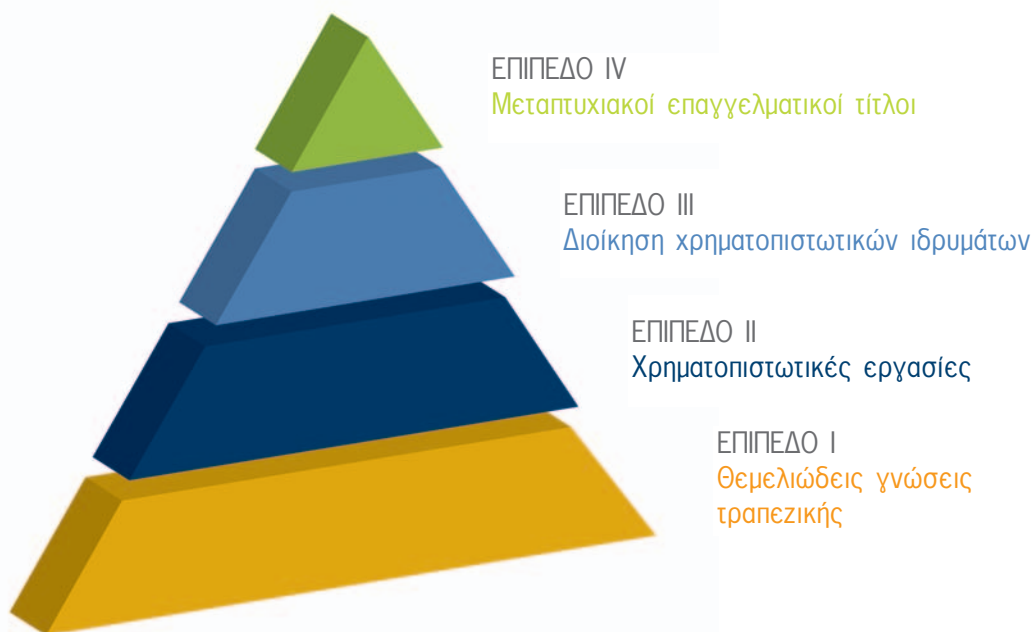 ΕΠΙΠΕΔΟ IV
Μεταπτυχιακοί επαγγελματικοί τίτλοι
ΕΠΙΠΕΔΟ III
Διοίκηση χρηματοπιστωτικών ιδρυμάτων
ΕΠΙΠΕΔΟ II
Χρηματοπιστωτικές εργασίες
ΕΠΙΠΕΔΟ I
Θεμελιώδεις γνώσεις
τραπεζικής